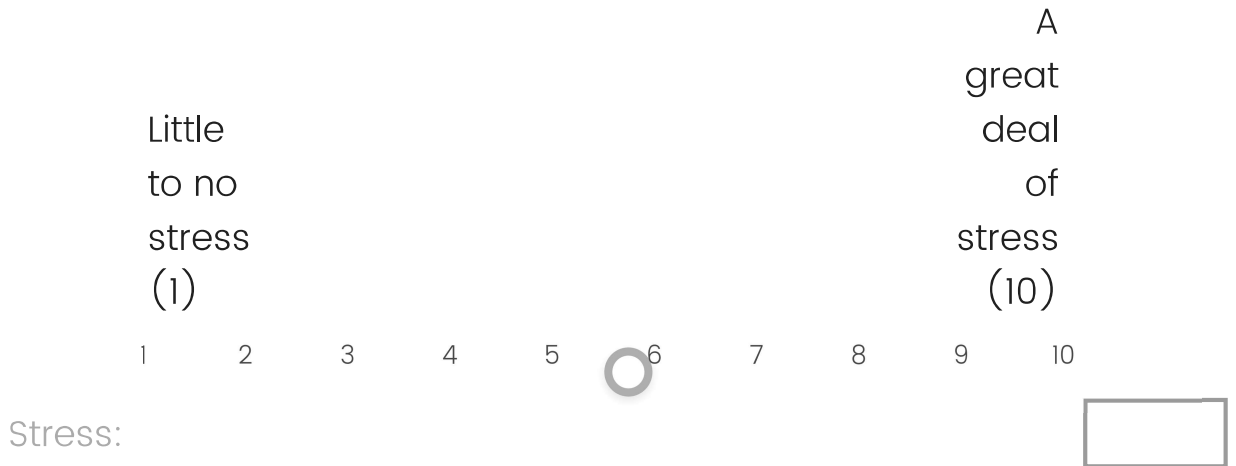 A
great
Little deal
to no of
stress stress
(1) (10)
1 2 3 4 5 6 7 8 9 10
Stress: